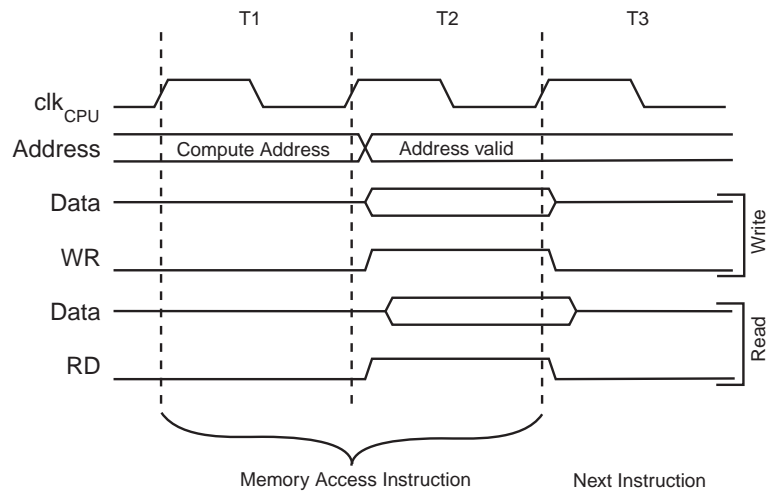 T1 T2 T3
clkCPU
Address Compute Address Address valid
Data
WR
Write
Data
RD
Read
Memory Access Instruction Next Instruction